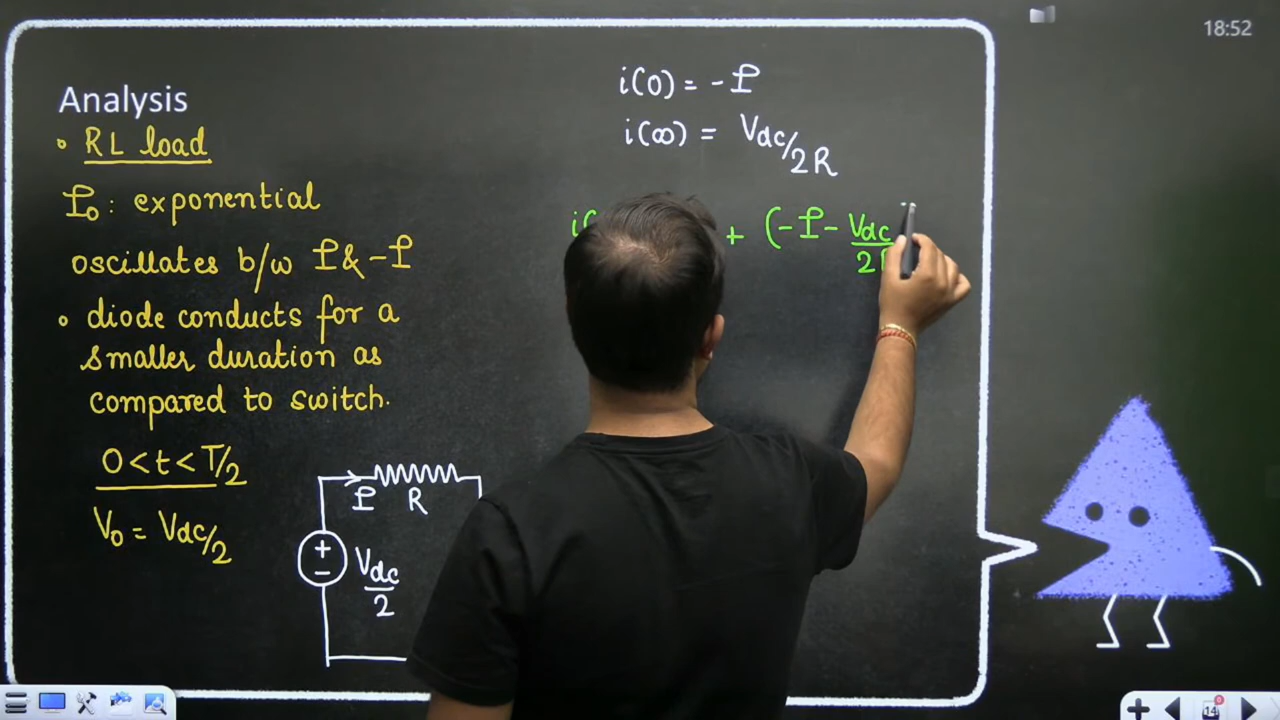 18:52
Analysis
• RL load
I₀ : exponential
oscillates b/w I & -I
• diode conducts for a
smaller duration as
compared to switch.
0 < t < T/2
V₀ = Vdc/2
I R
+
-
Vdc/2
i(0) = -I
i(∞) = Vdc/2R
i( + (-I - Vdc/2
14